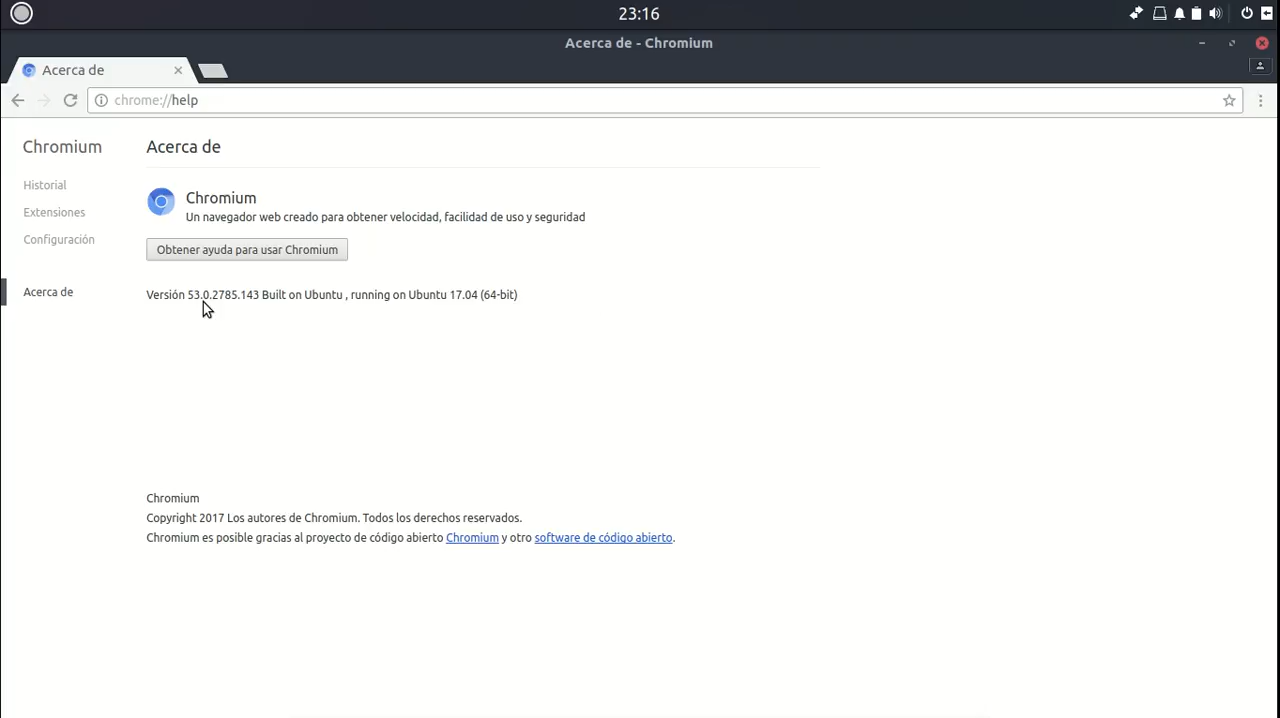 23:16
Acerca de - Chromium
Acerca de
chrome://help
Chromium
Acerca de
Historial
Extensiones
Configuración
Acerca de
Chromium
Un navegador web creado para obtener velocidad, facilidad de uso y seguridad
Obtener ayuda para usar Chromium
Versión 53.0.2785.143 Built on Ubuntu , running on Ubuntu 17.04 (64-bit)
Chromium
Copyright 2017 Los autores de Chromium. Todos los derechos reservados.
Chromium es posible gracias al proyecto de código abierto Chromium y otro software de código abierto.